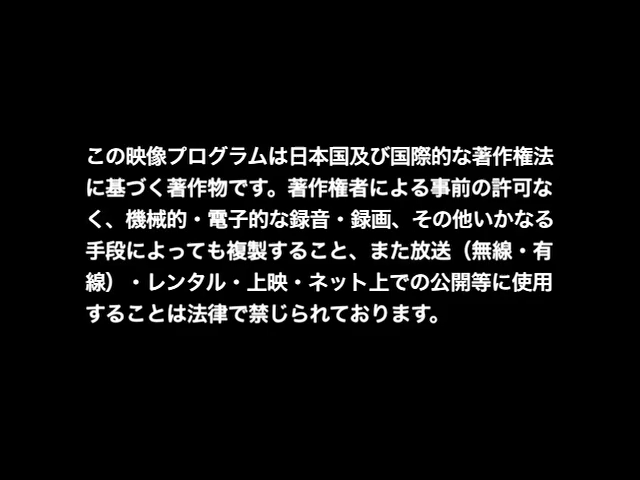 この映像プログラムは日本国及び国際的な著作権法
に基づく著作物です。著作権者による事前の許可な
く、機械的・電子的な録音・録画、その他いかなる
手段によっても複製すること、また放送（無線・有
線）・レンタル・上映・ネット上での公開等に使用
することは法律で禁じられております。